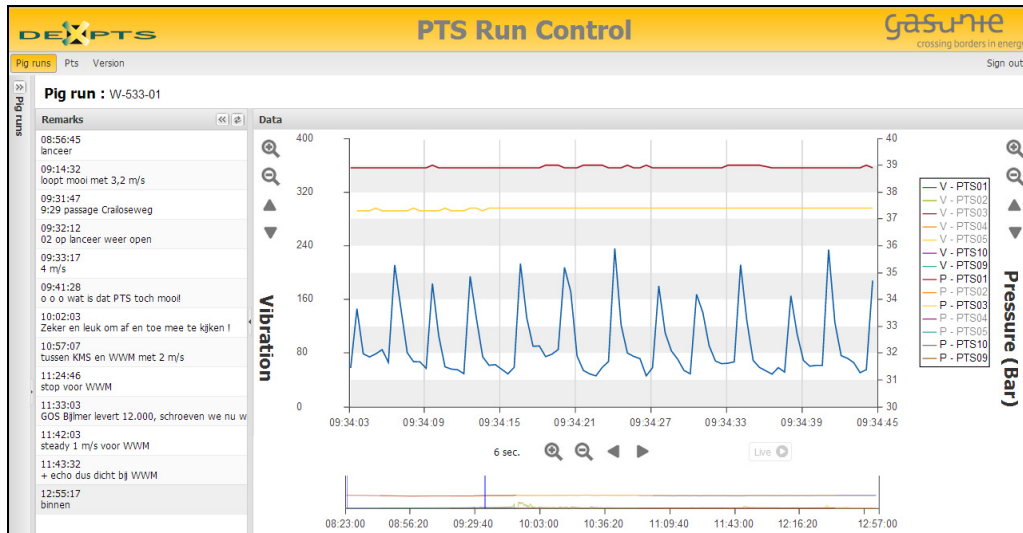 DEXPTS
PTS Run Control
gasunie
crossing borders in energy
Pig runs
Pts
Version
Sign out
Pig runs
Pig run : W-533-01
Remarks
Data
08:56:45
lanceer
09:14:32
loopt mooi met 3,2 m/s
09:31:47
9:29 passage Crailoseweg
09:32:12
02 op lanceer weer open
09:33:17
4 m/s
09:41:28
o o o wat is dat PTS toch mooi!
10:02:03
Zeker en leuk om af en toe mee te kijken !
10:57:07
tussen KMS en WWM met 2 m/s
11:24:46
stop voor WWM
11:33:03
GOS Bijlmer levert 12.000, schroeven we nu w
11:42:03
steady 1 m/s voor WWM
11:43:32
+ echo dus dicht bij WWM
12:55:17
binnen
Vibration
400
320
240
160
80
0
40
39
38
37
36
35
34
33
32
31
30
09:34:03
09:34:09
09:34:15
09:34:21
09:34:27
09:34:33
09:34:39
09:34:45
6 sec.
Live
08:23:00
08:56:20
09:29:40
10:03:00
10:36:20
11:09:40
11:43:00
12:16:20
12:57:00
V - PTS01
V - PTS02
V - PTS03
V - PTS04
V - PTS05
V - PTS10
V - PTS09
P - PTS01
P - PTS02
P - PTS03
P - PTS04
P - PTS05
P - PTS10
P - PTS09
Pressure (Bar)